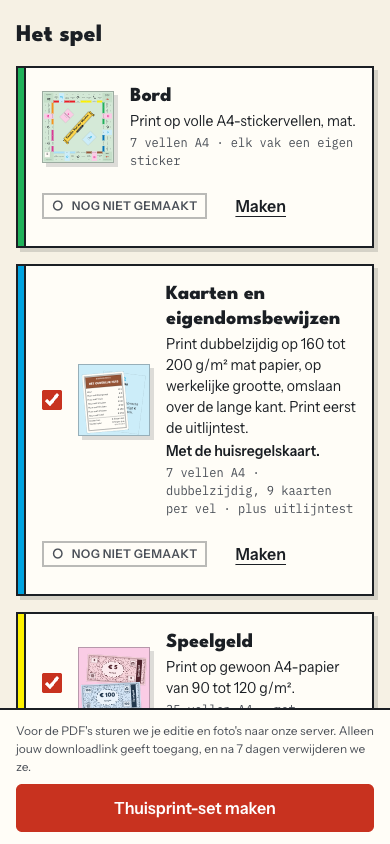 Het spel
Bord
Print op volle A4-stickervellen, mat.
7 vellen A4 · elk vak een eigen
sticker
NOG NIET GEMAAKT
Maken
Kaarten en
eigendomsbewijzen
Print dubbelzijdig op 160 tot
200 g/m² mat papier, op
werkelijke grootte, omslaan
over de lange kant. Print eerst
de uitlijntest.
Met de huisregelskaart.
7 vellen A4 ·
dubbelzijdig, 9 kaarten
per vel · plus uitlijntest
NOG NIET GEMAAKT
Maken
Speelgeld
Print op gewoon A4-papier
van 90 tot 120 g/m².
€ 5
€ 100
Voor de PDF's sturen we je editie en foto's naar onze server. Alleen
jouw downloadlink geeft toegang, en na 7 dagen verwijderen we
ze.
Thuisprint-set maken